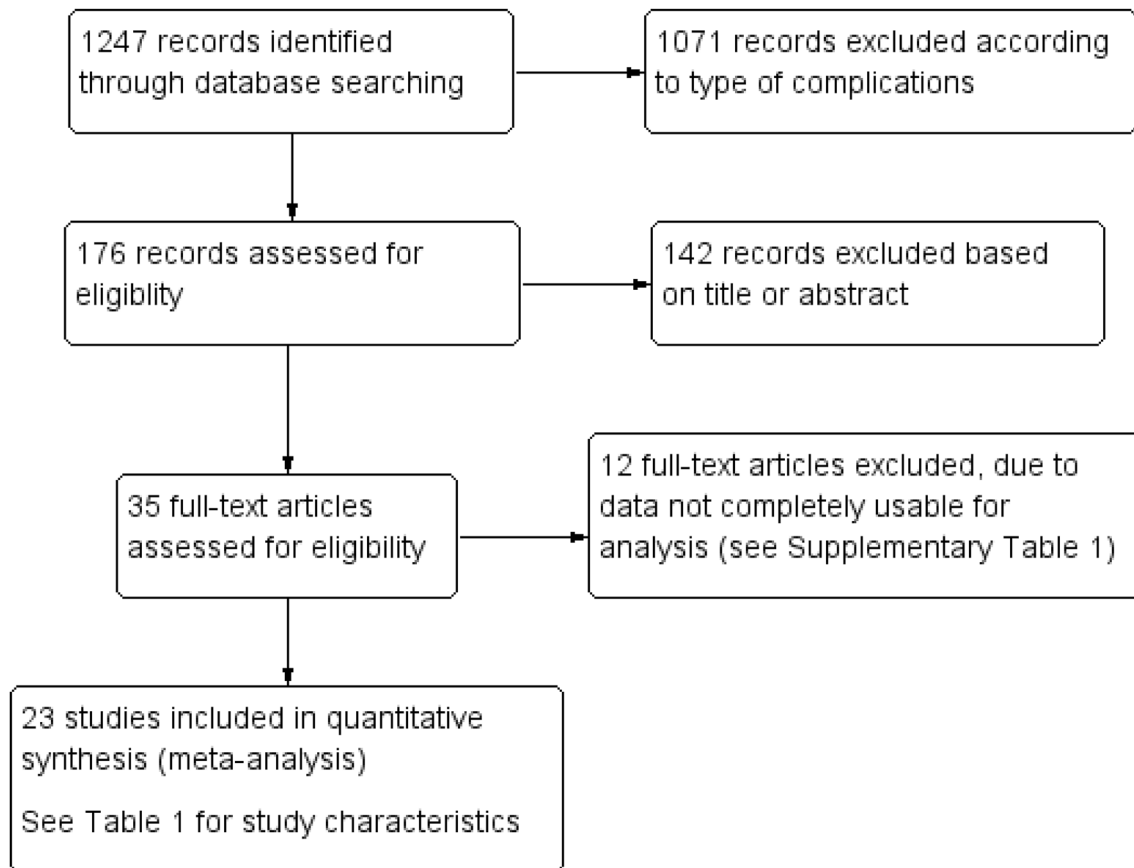 1247 records identified
through database searching
1071 records excluded according
to type of complications
176 records assessed for
eligiblity
142 records excluded based
on title or abstract
35 full-text articles
assessed for eligibility
12 full-text articles excluded, due to
data not completely usable for
analysis (see Supplementary Table 1)
23 studies included in quantitative
synthesis (meta-analysis)
See Table 1 for study characteristics